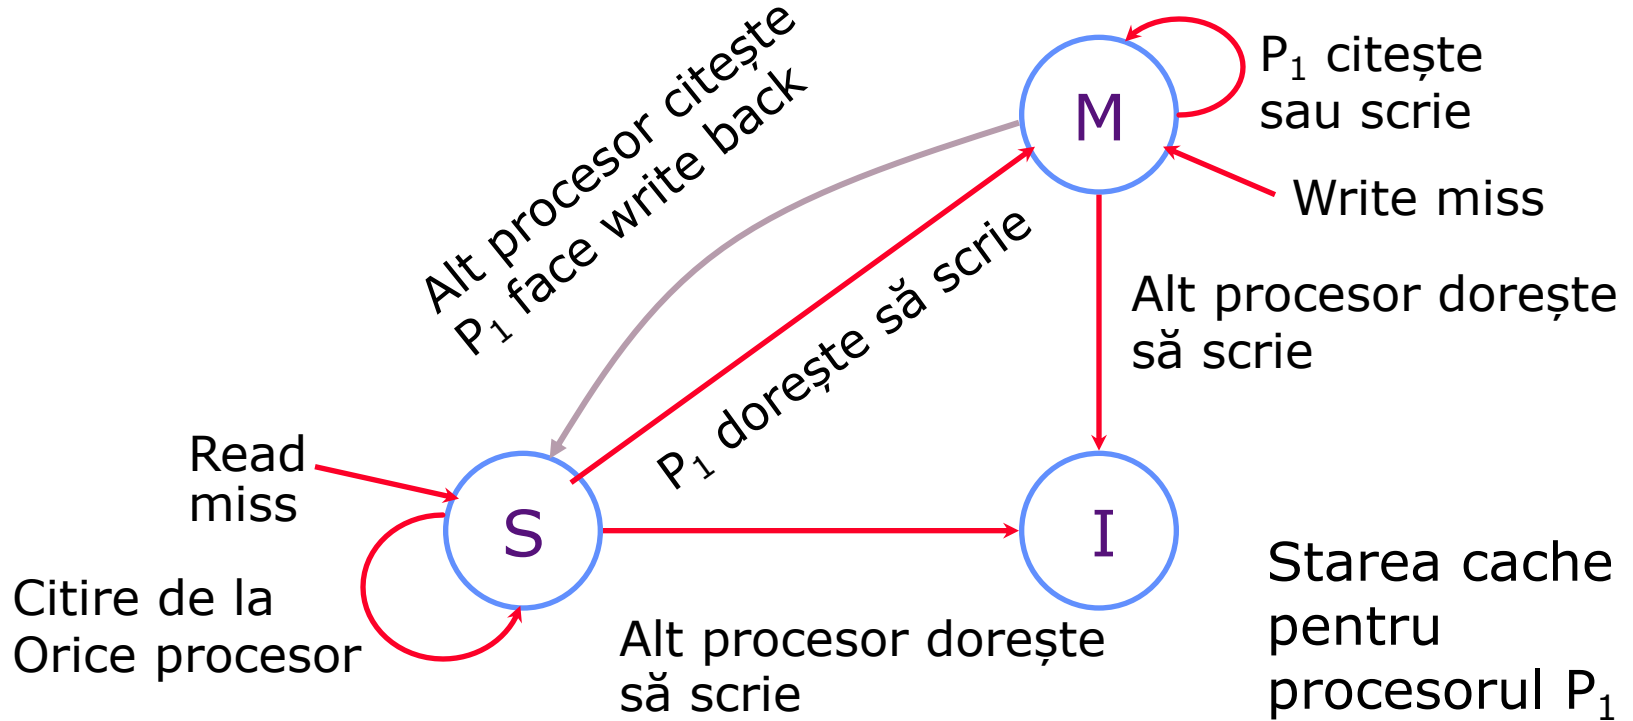 Alt procesor citește
P₁ face write back
M
P₁ citește
sau scrie
Write miss
P₁ dorește să scrie
Alt procesor dorește
să scrie
Read
miss
S
I
Citire de la
Orice procesor
Alt procesor dorește
să scrie
Starea cache
pentru
procesorul P₁